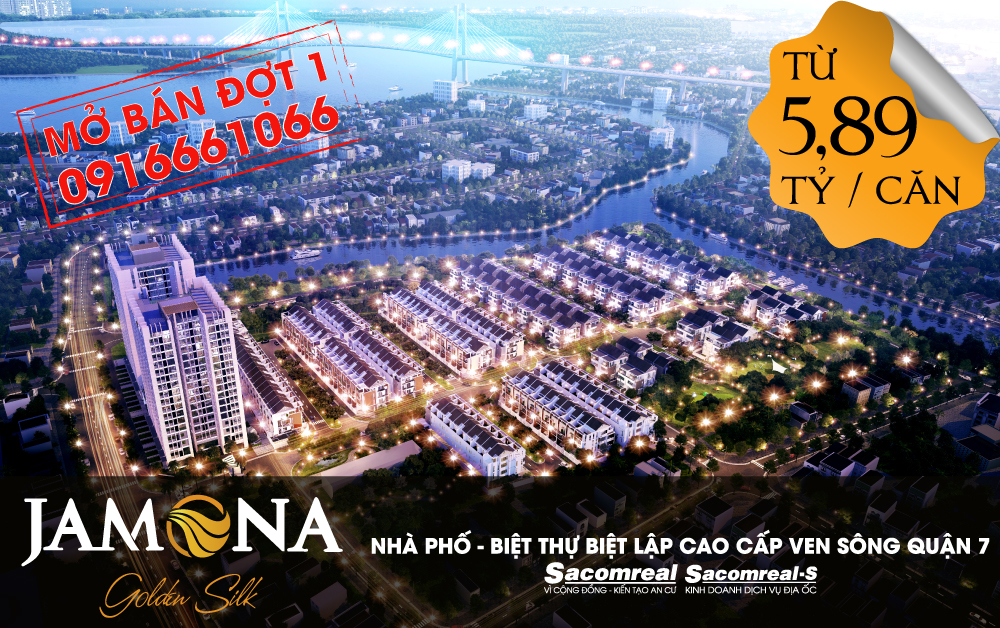 MỞ BÁN ĐỢT 1
0916661066
TỪ
5,89
TỶ / CĂN
JAMONA
Golden Silk
NHÀ PHỐ - BIỆT THỰ BIỆT LẬP CAO CẤP VEN SÔNG QUẬN 7
Sacomreal Sacomreal-S
VÌ CỘNG ĐỒNG - KIẾN TẠO AN CƯ KINH DOANH DỊCH VỤ ĐỊA ỐC